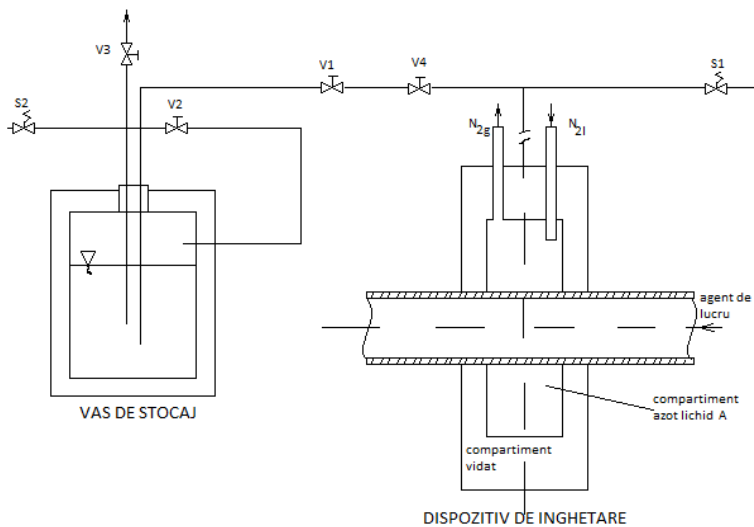 V3
V1
V4
S1
S2
V2
N2g
N2l
agent de
lucru
compartiment
azot lichid A
compartiment
vidat
VAS DE STOCAJ
DISPOZITIV DE INGHETARE